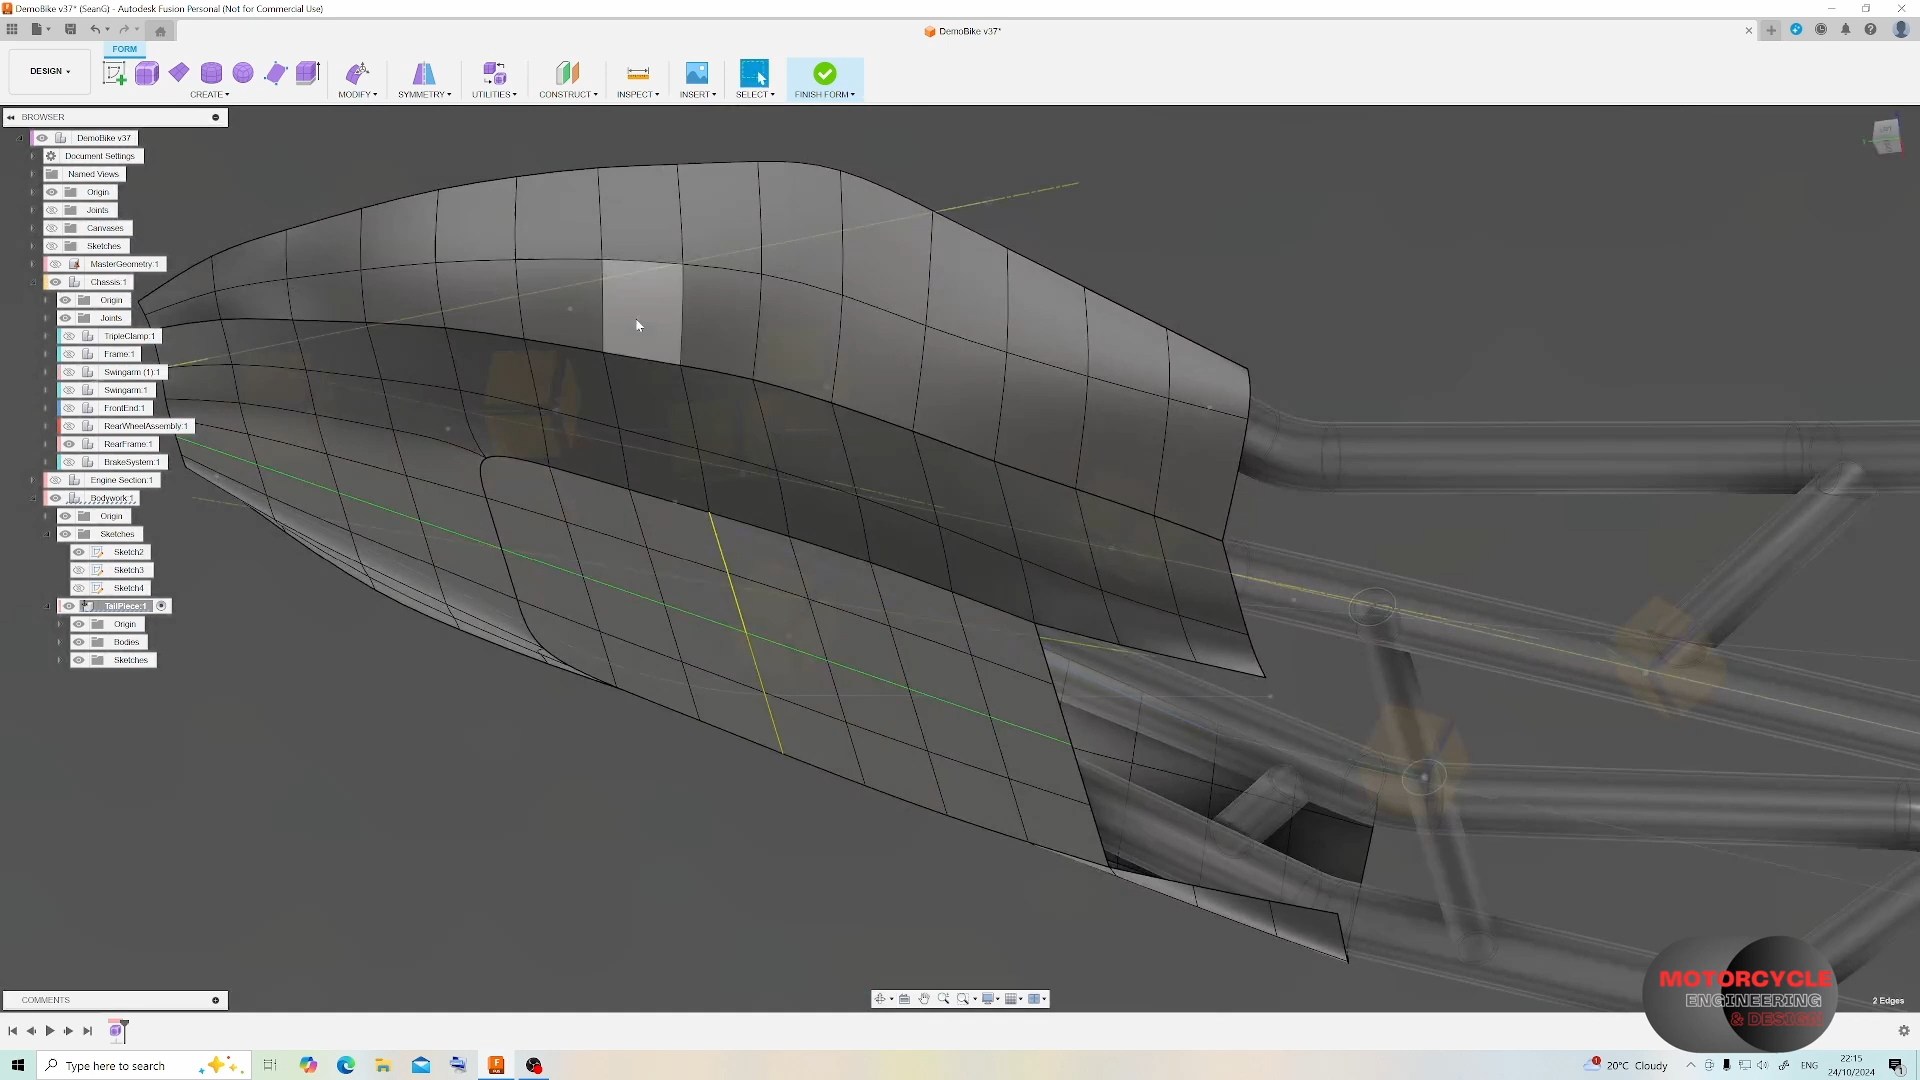 DemoBike v37* (SeanG) - Autodesk Fusion Personal (Not for Commercial Use)
DemoBike v37*
FORM
DESIGN
CREATE
MODIFY
SYMMETRY
UTILITIES
CONSTRUCT
INSPECT
INSERT
SELECT
FINISH FORM
BROWSER
DemoBike v37
Document Settings
Named Views
Origin
Joints
Canvases
Sketches
MasterGeometry:1
Chassis:1
Origin
Joints
TripleClamp:1
Frame:1
Swingarm (1):1
Swingarm:1
FrontEnd:1
RearWheelAssembly:1
RearFrame:1
BrakeSystem:1
Engine Section:1
Bodywork:1
Origin
Sketches
Sketch2
Sketch3
Sketch4
TailPiece:1
Origin
Bodies
Sketches
COMMENTS
MOTORCYCLE
ENGINEERING
& DESIGN
2 Edges
Type here to search
20°C Cloudy
ENG
22:15
24/10/2024